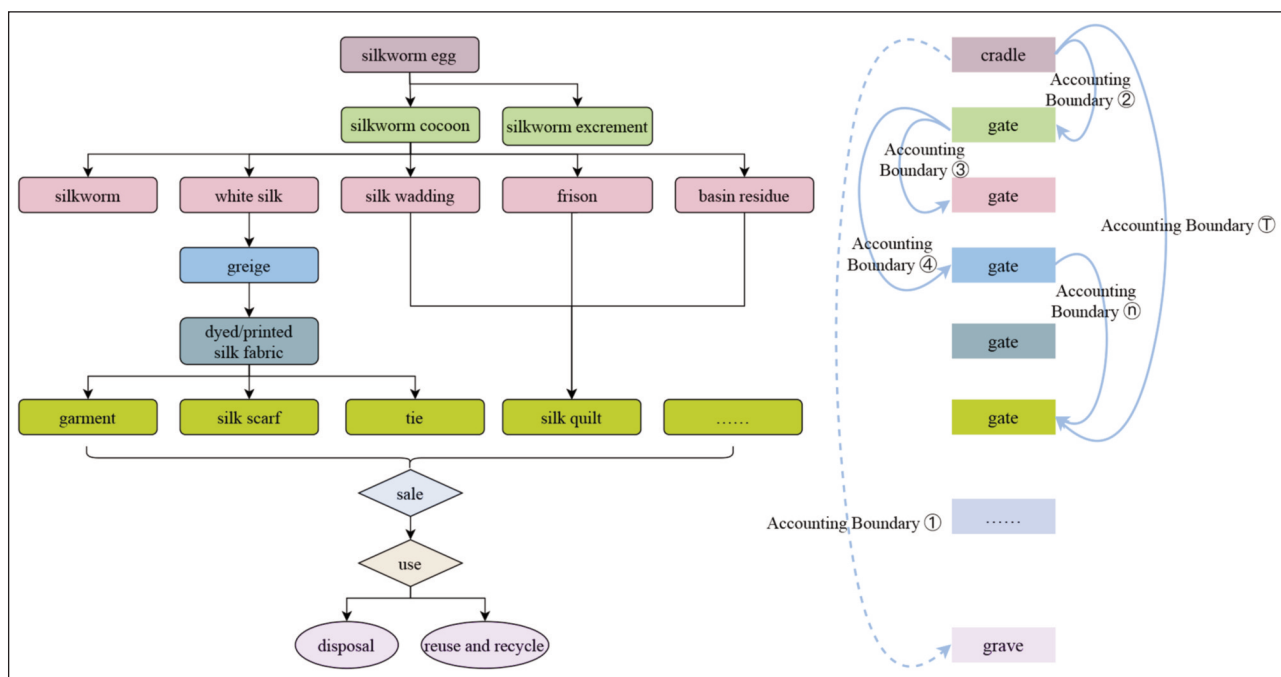 silkworm egg
silkworm cocoon
silkworm excrement
silkworm
white silk
silk wadding
frison
basin residue
greige
dyed/printed
silk fabric
garment
silk scarf
tie
silk quilt
......
sale
use
disposal
reuse and recycle
cradle
Accounting
Boundary ②
gate
Accounting
Boundary ③
gate
Accounting Boundary Ⓣ
Accounting
Boundary ④
gate
Accounting
Boundary ⓝ
gate
gate
Accounting Boundary ①
......
grave